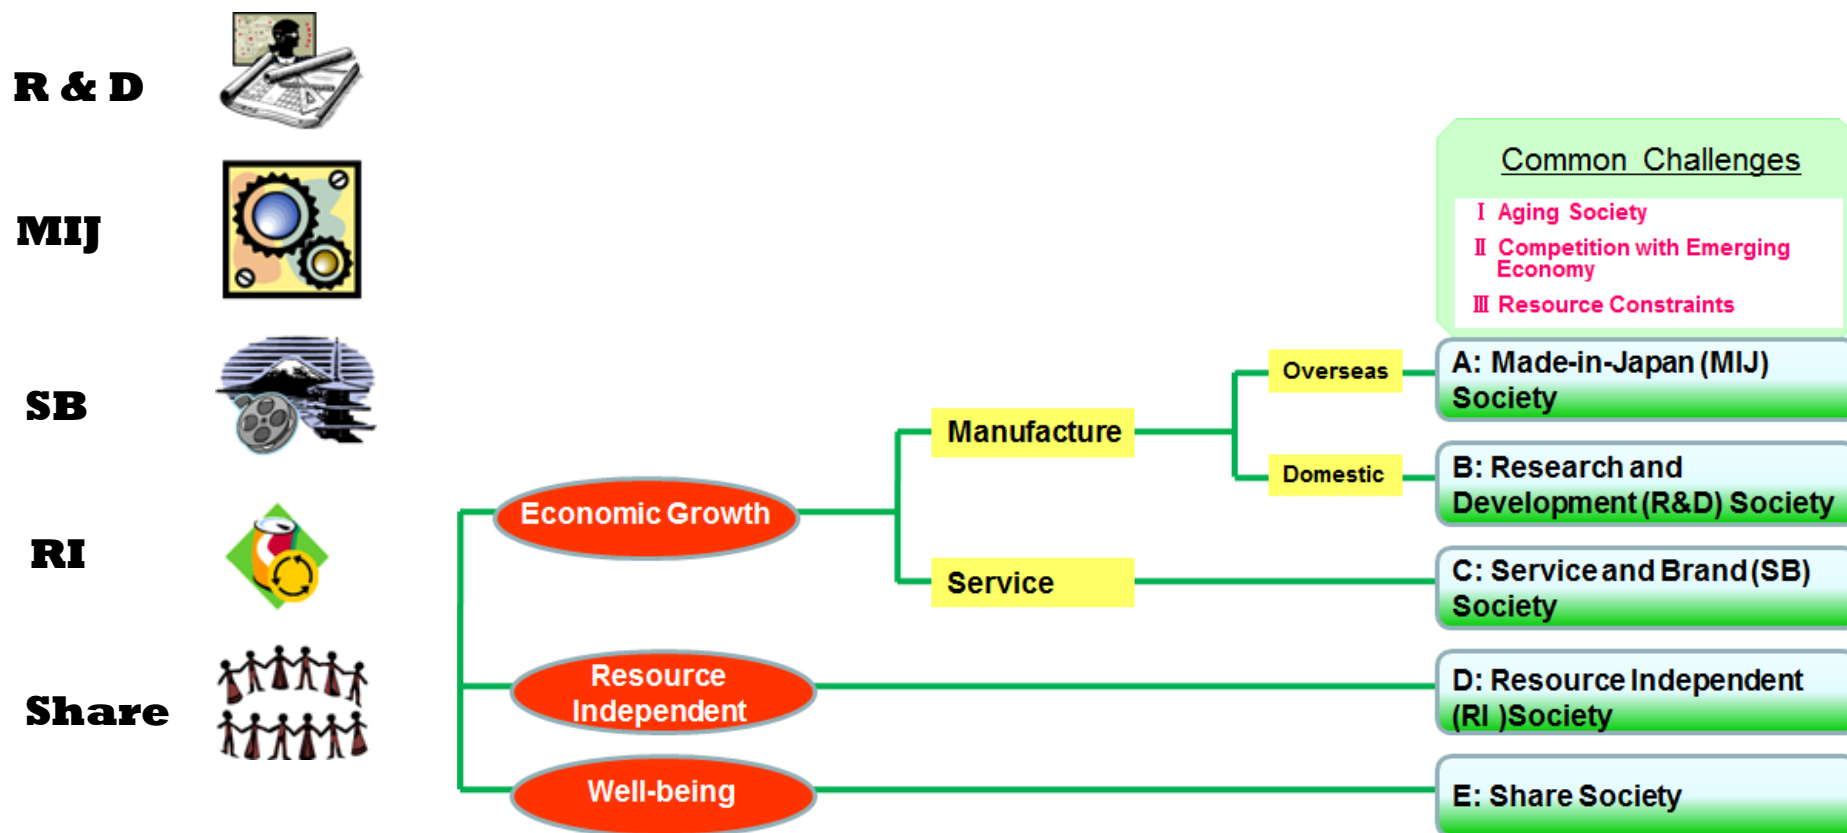 R & D
MIJ
SB
RI
Share
Common Challenges
Ⅰ Aging Society
Ⅱ Competition with Emerging
Economy
Ⅲ Resource Constraints
Economic Growth
Resource
Independent
Well-being
Manufacture
Service
Overseas
Domestic
A: Made-in-Japan (MIJ)
Society
B: Research and
Development (R&D) Society
C: Service and Brand (SB)
Society
D: Resource Independent
(RI )Society
E: Share Society